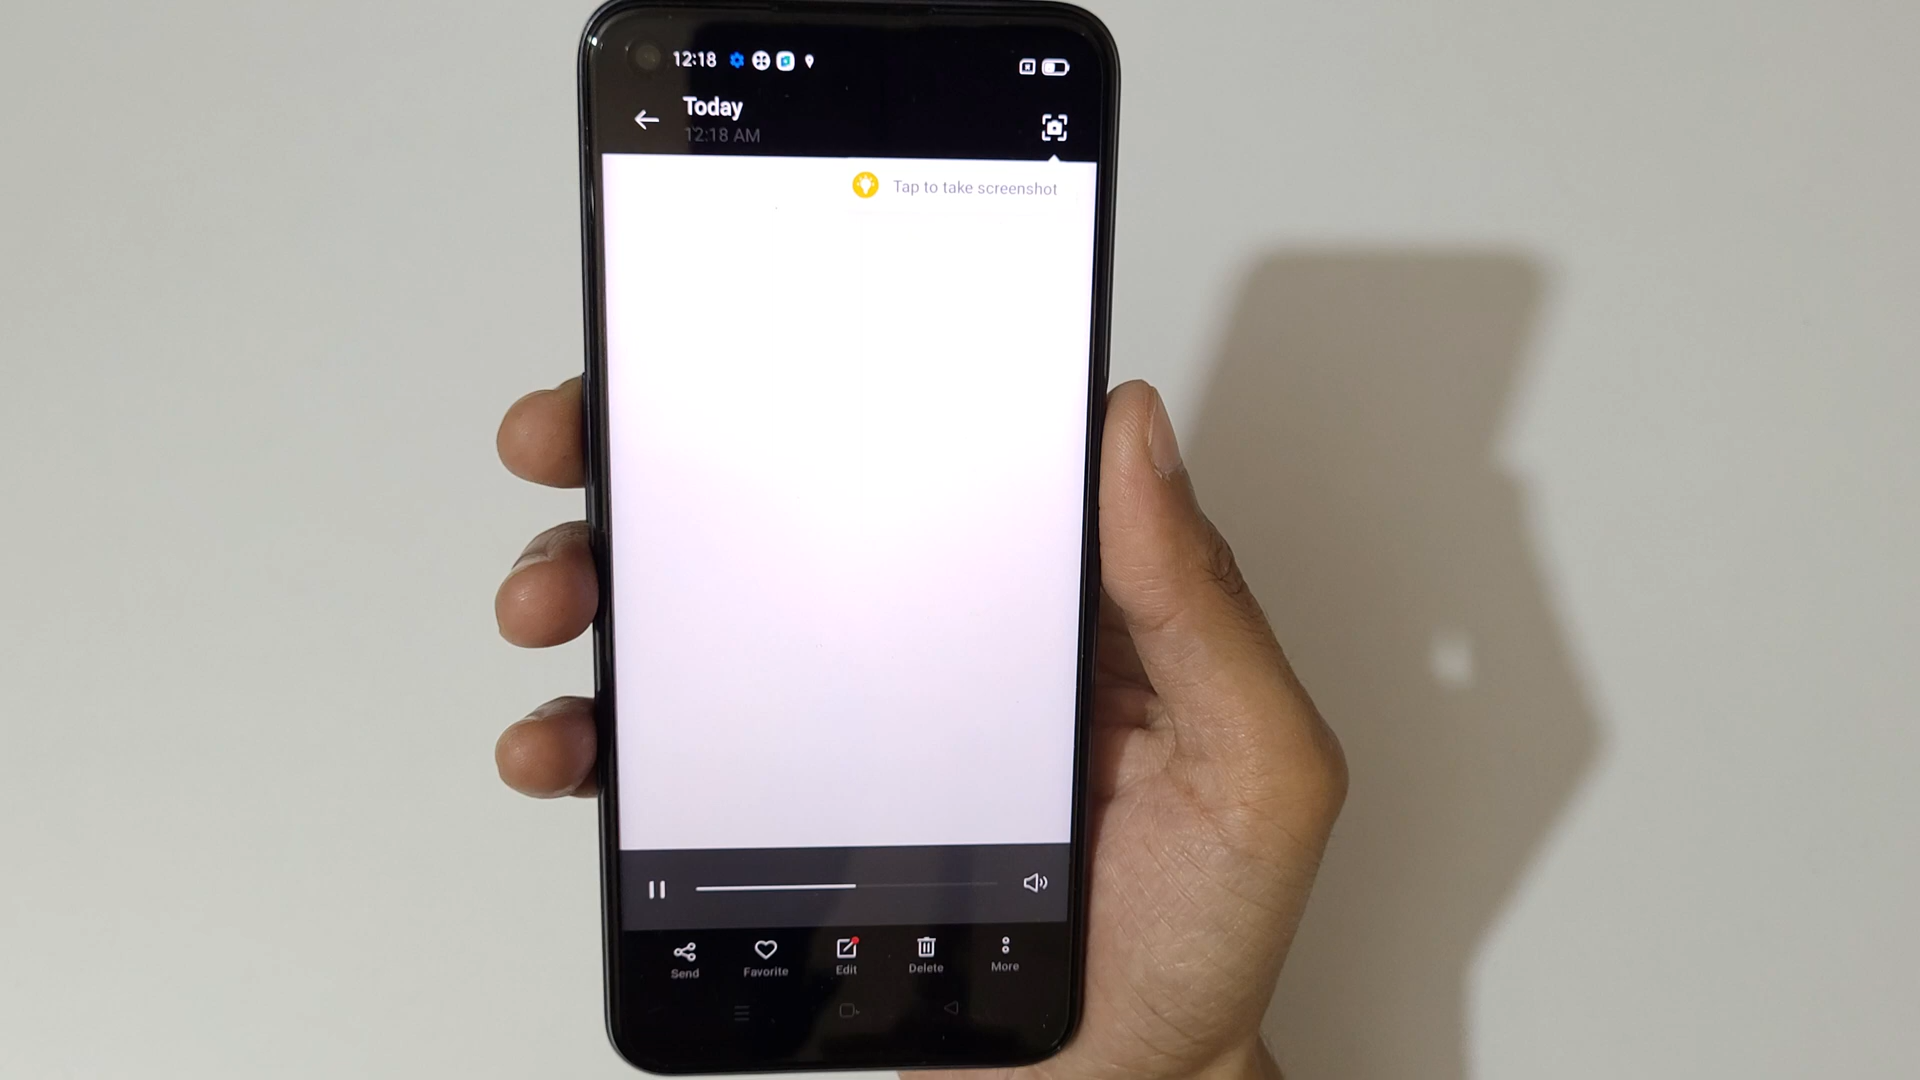 12:18
Today
12:18 AM
Tap to take screenshot
Send
Favorite
Edit
Delete
More